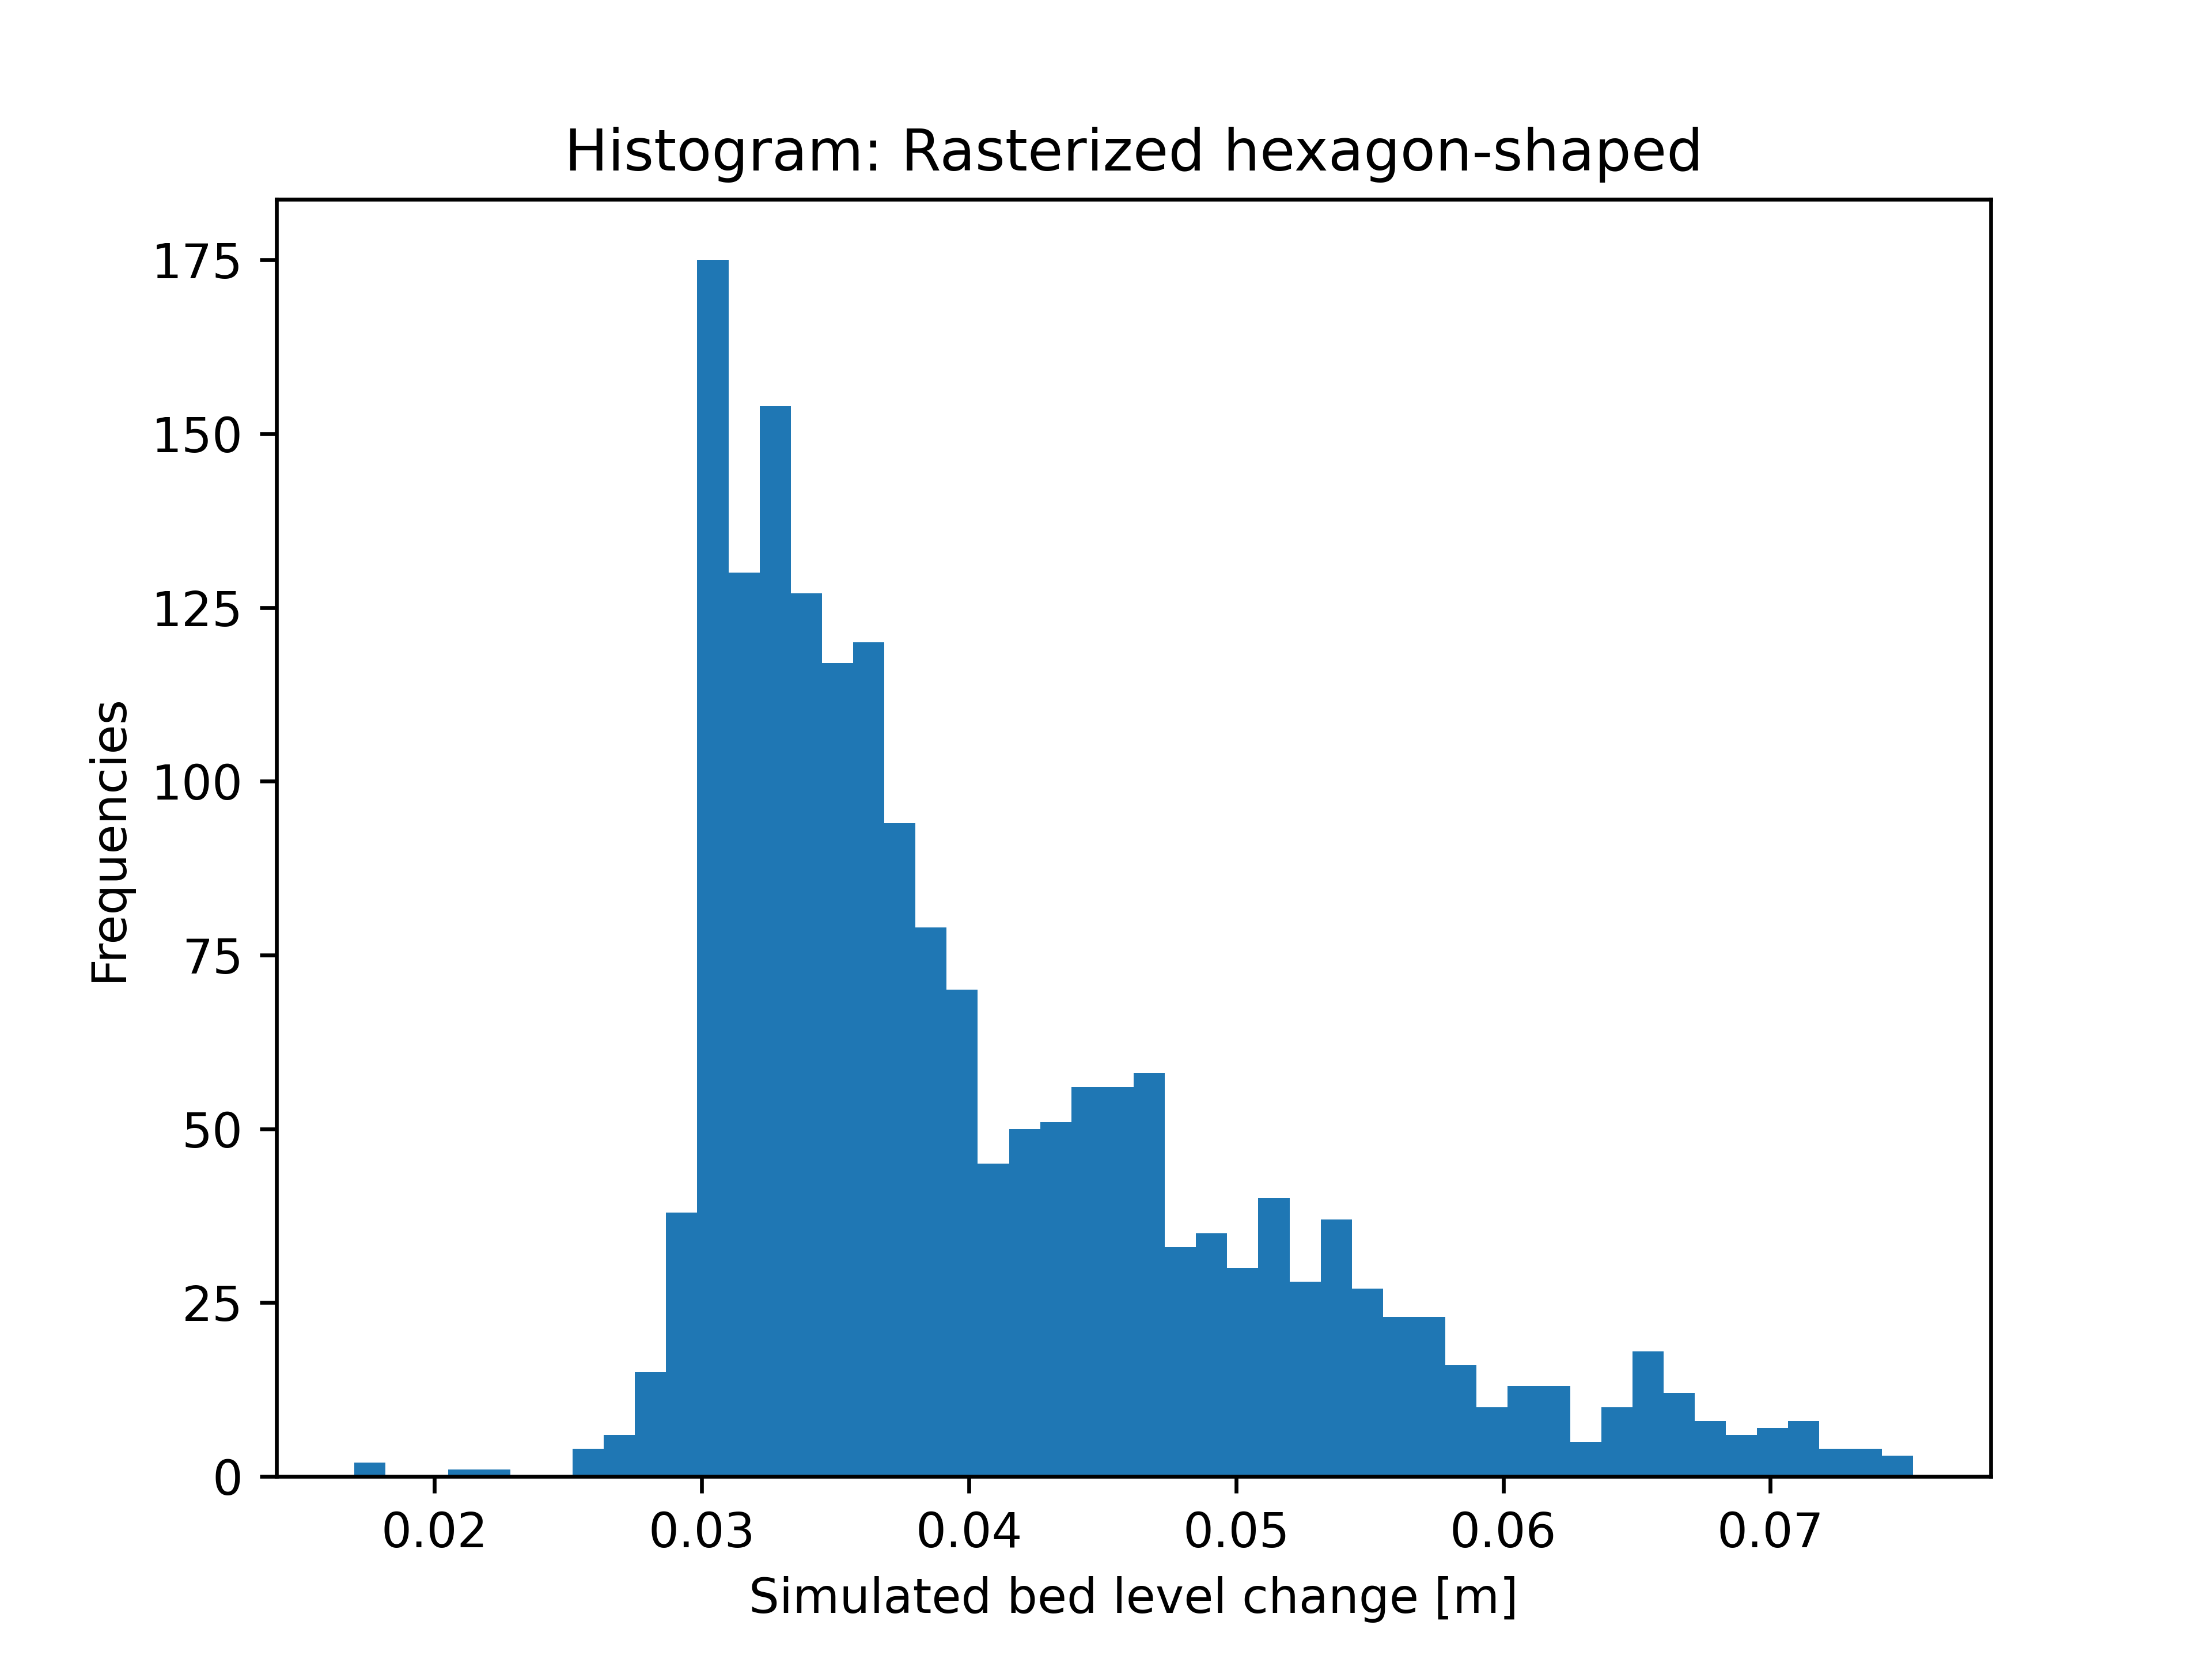 Histogram: Rasterized hexagon-shaped
175
150
125
100
75
50
25
0
Frequencies
0.02 0.03 0.04 0.05 0.06 0.07
Simulated bed level change [m]